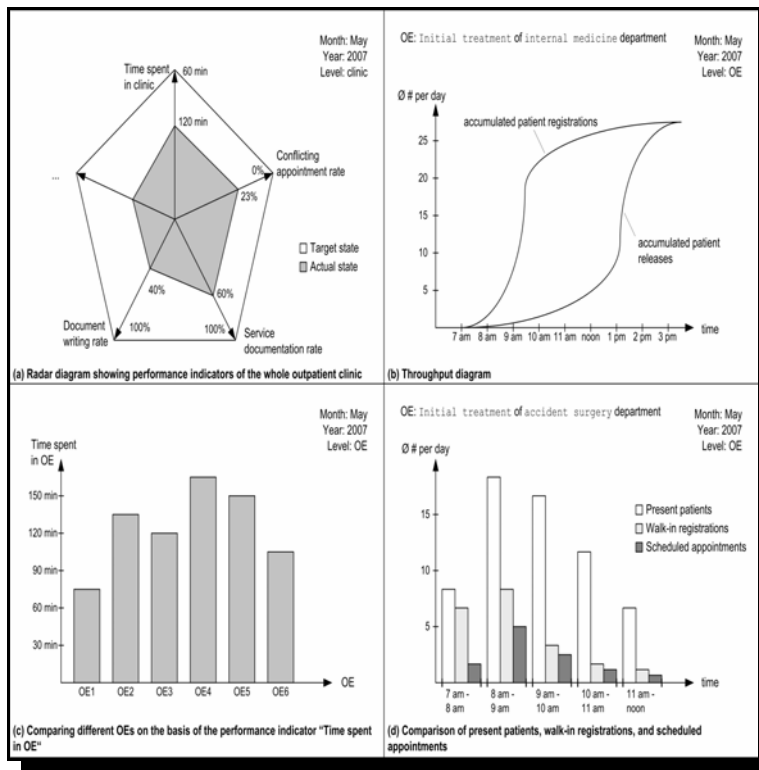 Month: May
Year: 2007
Level: clinic
Time spent
in clinic
60 min
120 min
Conflicting
appointment rate
0%
23%
...
Target state
Actual state
40%
60%
Document
writing rate
100%
100%
Service
documentation rate
(a) Radar diagram showing performance indicators of the whole outpatient clinic
OE: Initial treatment of internal medicine department
Month: May
Year: 2007
Level: OE
Ø # per day
accumulated patient registrations
25
20
15
10
5
accumulated patient
releases
7 am 8 am 9 am 10 am 11 am noon 1 pm 2 pm 3 pm
time
(b) Throughput diagram
Month: May
Year: 2007
Level: OE
Time spent
in OE
150 min
120 min
90 min
60 min
30 min
OE1 OE2 OE3 OE4 OE5 OE6
OE
(c) Comparing different OEs on the basis of the performance indicator “Time spent
in OE“
OE: Initial treatment of accident surgery department
Month: May
Year: 2007
Level: OE
Ø # per day
Present patients
Walk-in registrations
Scheduled appointments
15
10
5
time
7 am - 8 am - 9 am - 10 am - 11 am -
8 am 9 am 10 am 11 am noon
(d) Comparison of present patients, walk-in registrations, and scheduled
appointments